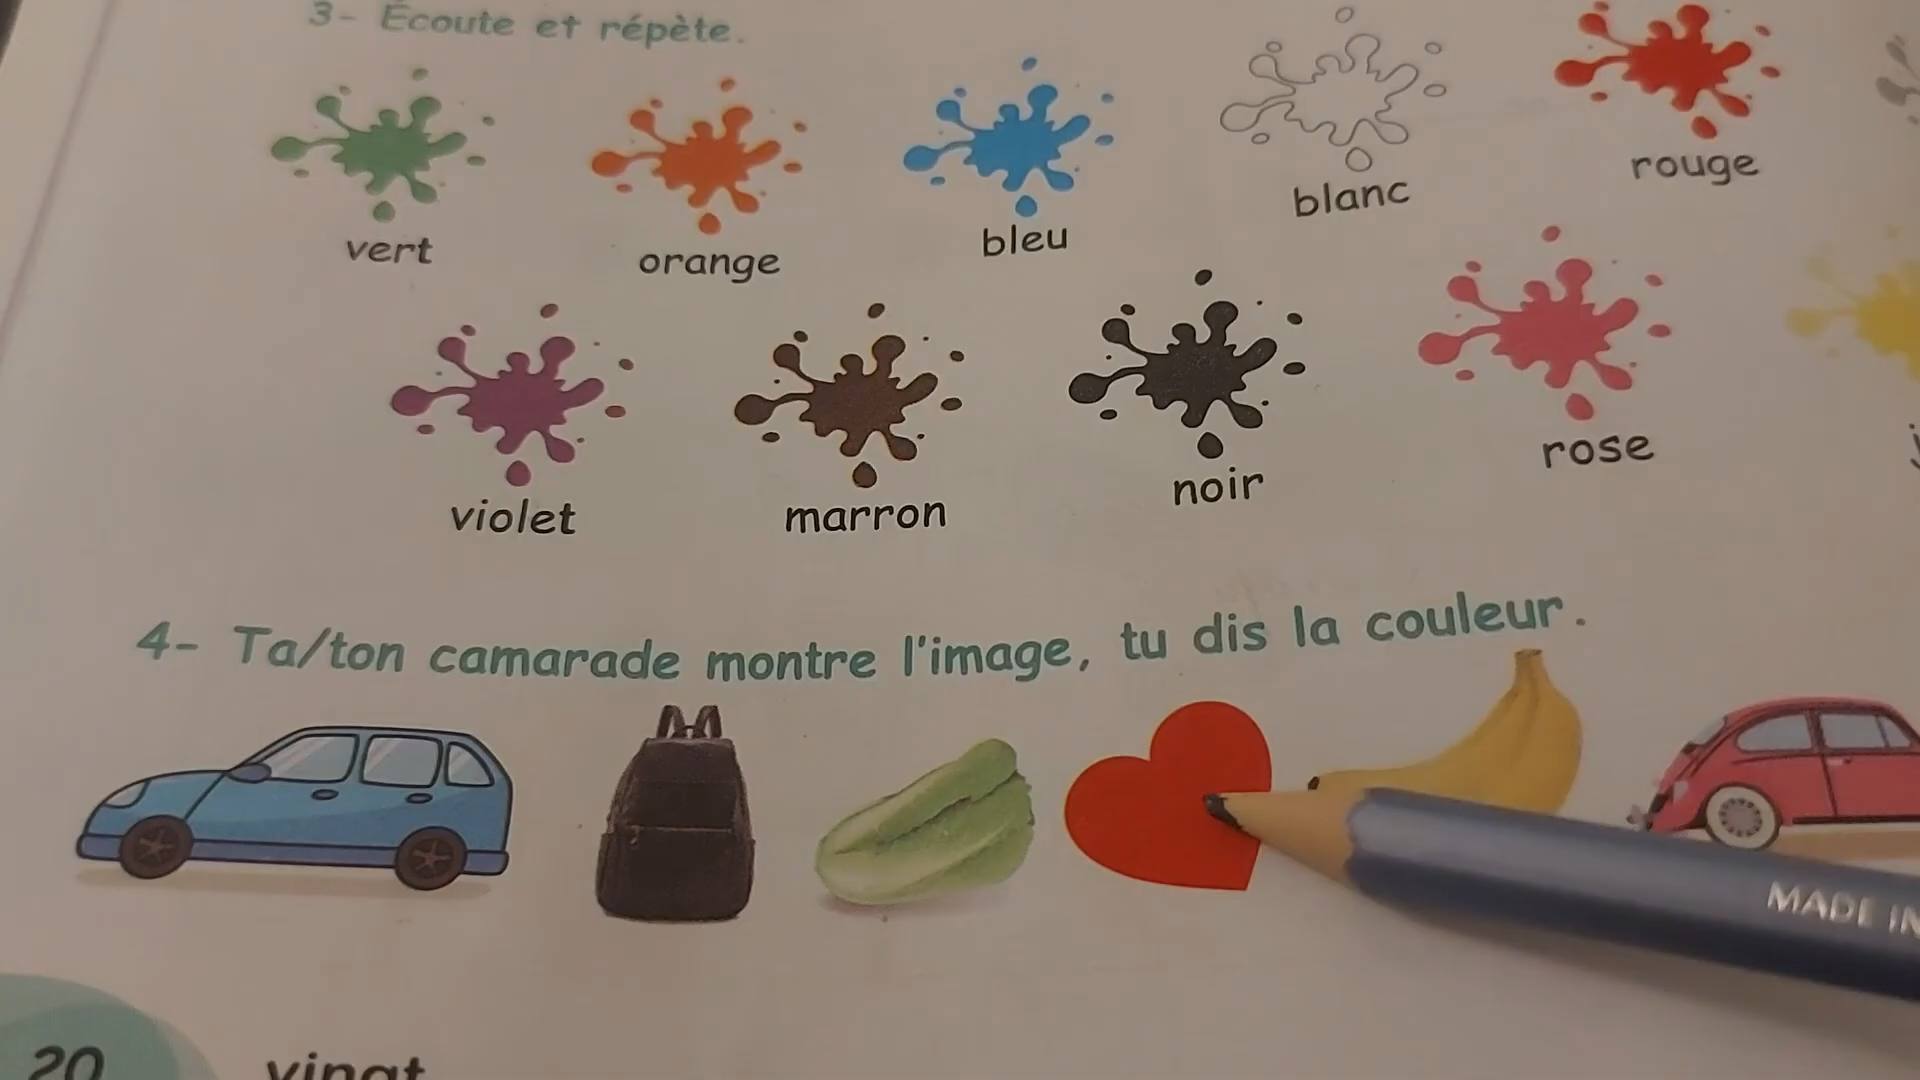 3- Écoute et répète.
vert
orange
bleu
blanc
rouge
violet
marron
noir
rose
4- Ta/ton camarade montre l'image, tu dis la couleur.
MADE IN
20
vingt